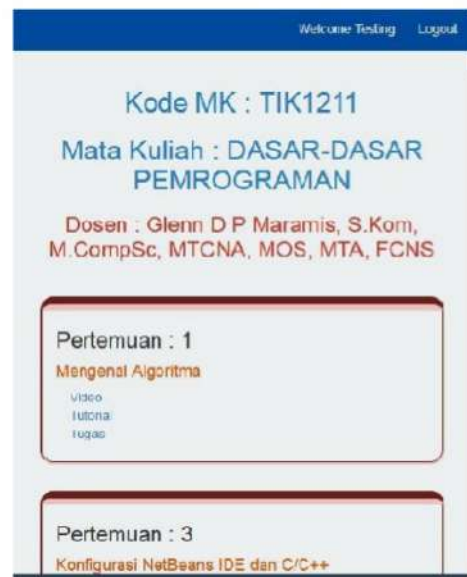 Welcome Testing Logout
Kode MK : TIK1211
Mata Kuliah : DASAR-DASAR
PEMROGRAMAN
Dosen : Glenn D P Maramis, S.Kom,
M.CompSc, MTCNA, MOS, MTA, FCNS
Pertemuan : 1
Mengenal Algoritma
Video
Tutorial
Tugas
Pertemuan : 3
Konfigurasi NetBeans IDE dan C/C++